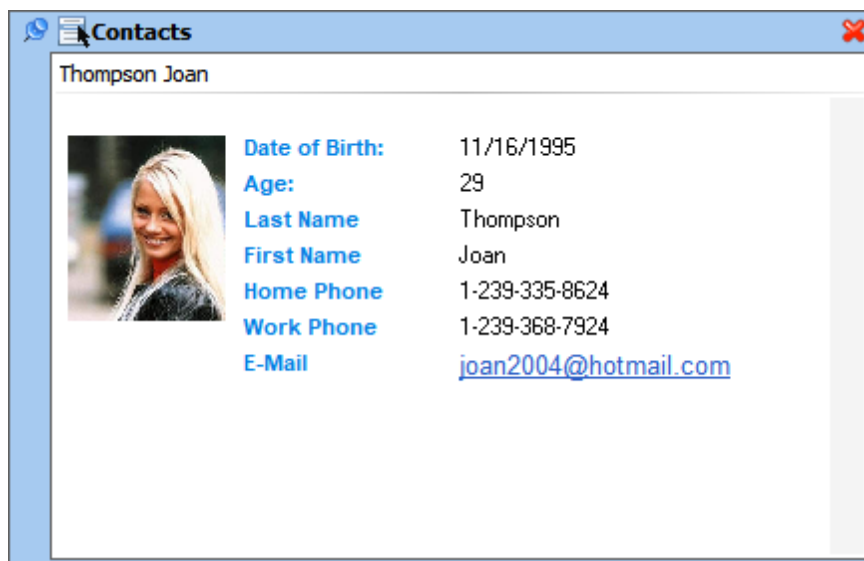 Contacts
Thompson Joan
Date of Birth: 11/16/1995
Age: 29
Last Name Thompson
First Name Joan
Home Phone 1-239-335-8624
Work Phone 1-239-368-7924
E-Mail joan2004@hotmail.com